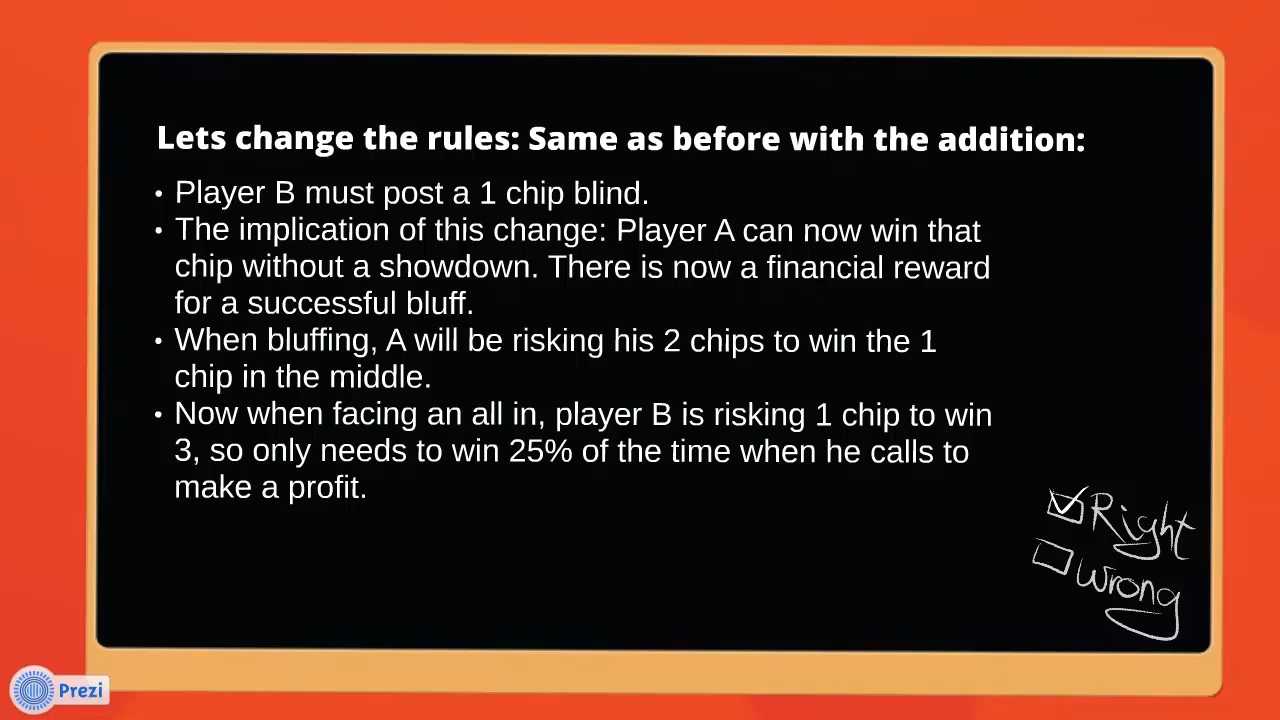 Lets change the rules: Same as before with the addition:
• Player B must post a 1 chip blind.
• The implication of this change: Player A can now win that
chip without a showdown. There is now a financial reward
for a successful bluff.
• When bluffing, A will be risking his 2 chips to win the 1
chip in the middle.
• Now when facing an all in, player B is risking 1 chip to win
3, so only needs to win 25% of the time when he calls to
make a profit.
Right
Wrong
Prezi